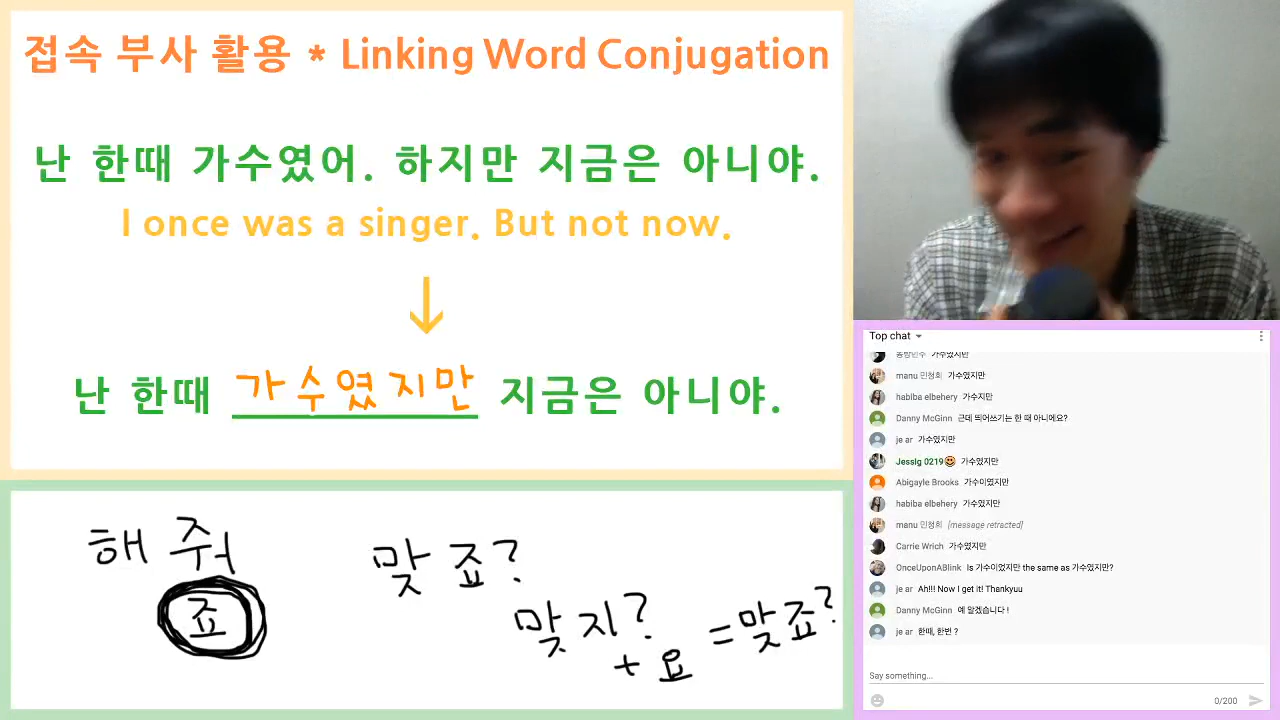 접속 부사 활용 * Linking Word Conjugation
난 한때 가수였어. 하지만 지금은 아니야.
I once was a singer. But not now.
↓
난 한때 가수였지만 지금은 아니야.
해 줘
죠
맞죠?
맞지?
+ 요
= 맞죠?
Top chat
가수였지만
manu 민정희 가수였지만
habiba elbehery 가수지만
Danny McGinn 근데 띄어쓰기는 한 때 아니에요?
je ar 가수였지만
Jessig 0219 가수였지만
Abigayle Brooks 가수이였지만
habiba elbehery 가수였지만
manu 민정희 [message retracted]
Carrie Wrich 가수였지만
OnceUponABlink Is 가수이었지만 the same as 가수였지만?
je ar Ah!!! Now I get it! Thankyuu
Danny McGinn 예 알겠습니다 !
je ar 한때, 한번 ?
Say something...
0/200